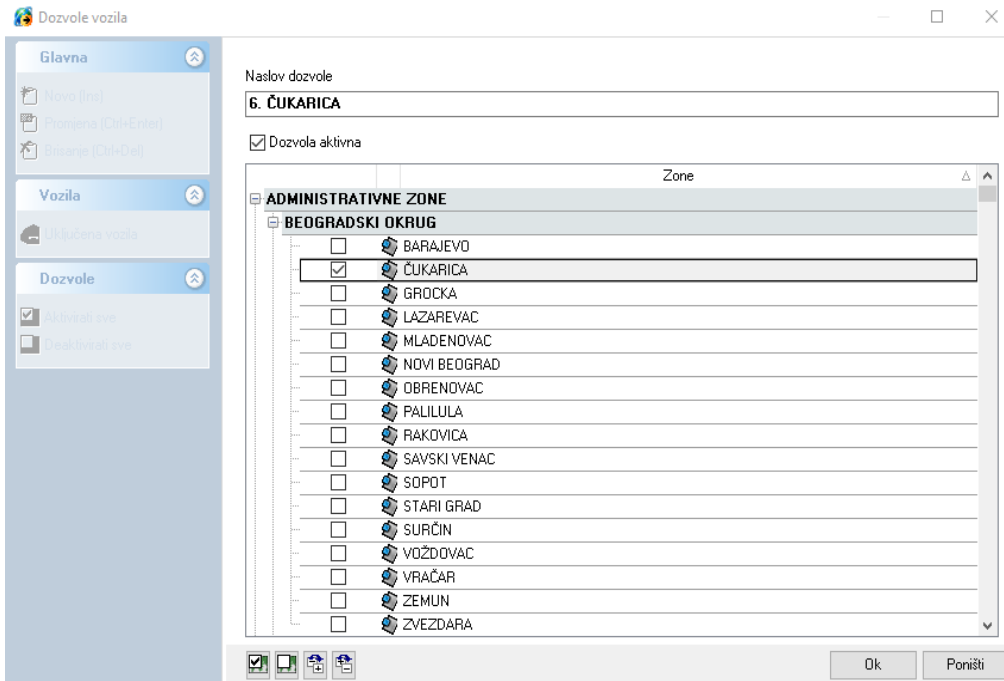 Dozvole vozila
Glavna
Novo (Ins)
Promjena (Ctrl+Enter)
Brisanje (Ctrl+Del)
Vozila
Uključena vozila
Dozvole
Aktivirati sve
Deaktivirati sve
Naslov dozvole
6. ČUKARICA
Dozvola aktivna
Zone
ADMINISTRATIVNE ZONE
BEOGRADSKI OKRUG
BARAJEVO
ČUKARICA
GROCKA
LAZAREVAC
MLADENOVAC
NOVI BEOGRAD
OBRENOVAC
PALILULA
RAKOVICA
SAVSKI VENAC
SOPOT
STARI GRAD
SURČIN
VOŽDOVAC
VRAČAR
ZEMUN
ZVEZDARA
Ok
Poništi